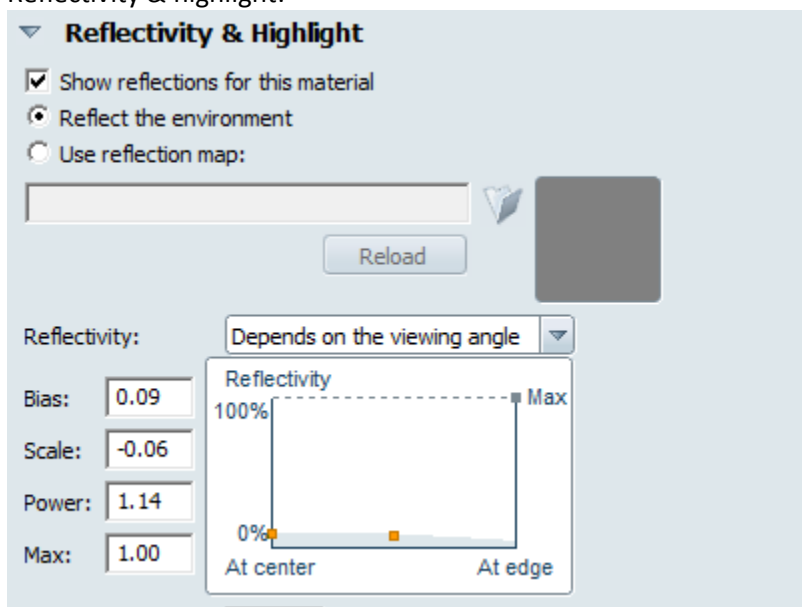 Reflectivity & Highlight
Show reflections for this material
Reflect the environment
Use reflection map:
Reload
Reflectivity: Depends on the viewing angle
Bias: 0.09
Scale: -0.06
Power: 1.14
Max: 1.00
Reflectivity
100% Max
0%
At center At edge